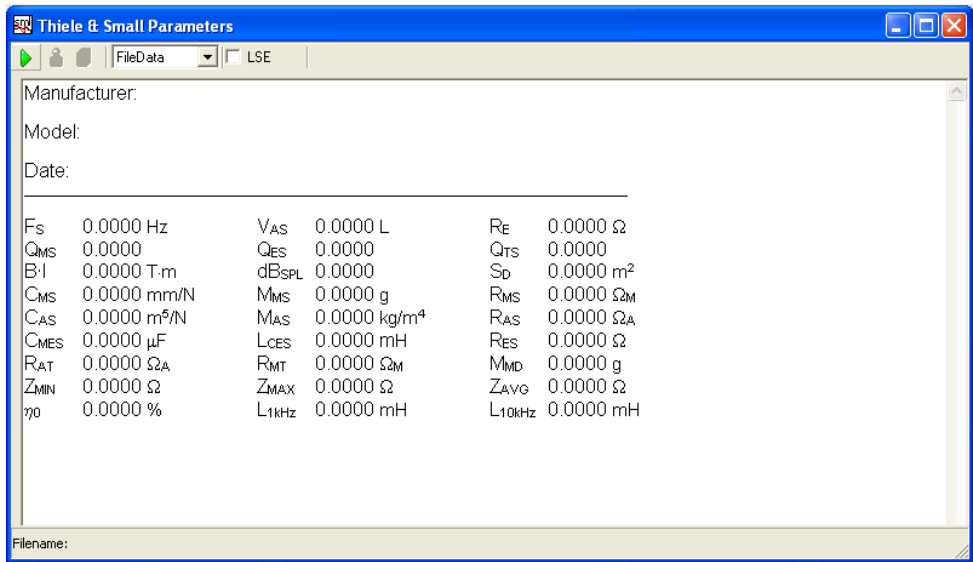 Thiele & Small Parameters
FileData LSE
Manufacturer:
Model:
Date:
FS 0.0000 Hz VAS 0.0000 L RE 0.0000 Ω
QMS 0.0000 QES 0.0000 QTS 0.0000
B·l 0.0000 T·m dBSPL 0.0000 SD 0.0000 m²
CMS 0.0000 mm/N MMS 0.0000 g RMS 0.0000 ΩM
CAS 0.0000 m⁵/N MAS 0.0000 kg/m⁴ RAS 0.0000 ΩA
CMES 0.0000 µF LCES 0.0000 mH RES 0.0000 Ω
RAT 0.0000 ΩA RMT 0.0000 ΩM MMD 0.0000 g
ZMIN 0.0000 Ω ZMAX 0.0000 Ω ZAVG 0.0000 Ω
η0 0.0000 % L1kHz 0.0000 mH L10kHz 0.0000 mH
Filename: